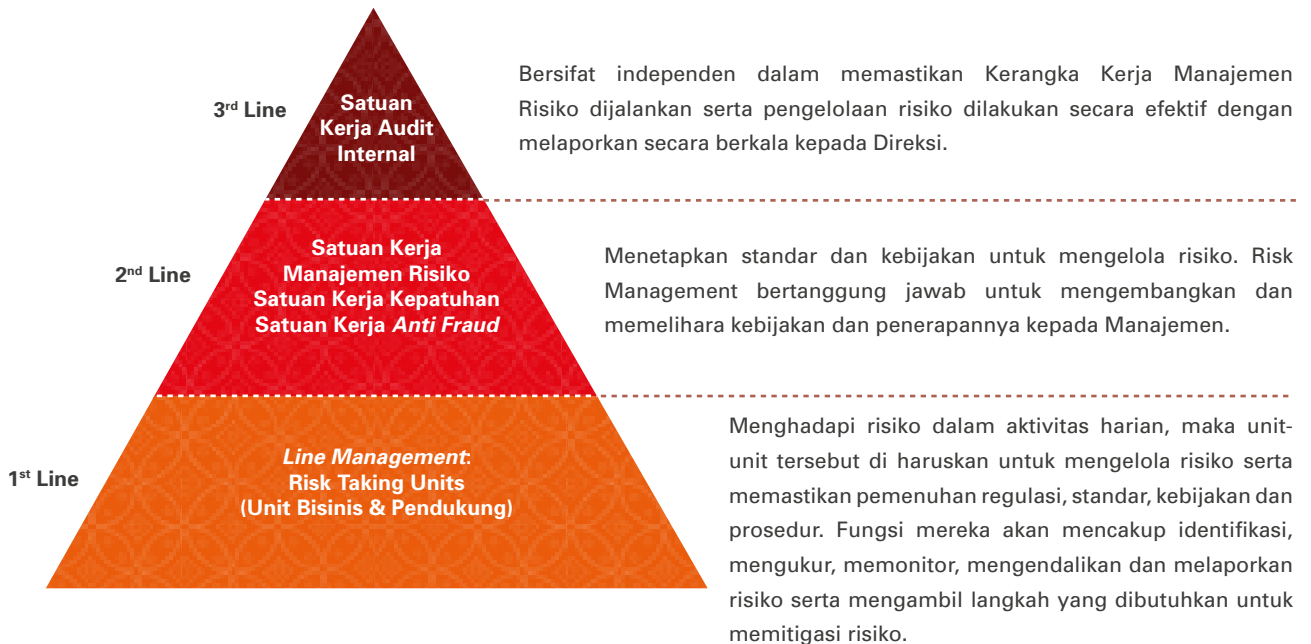 3rd Line
Satuan
Kerja Audit
Internal
Bersifat independen dalam memastikan Kerangka Kerja Manajemen
Risiko dijalankan serta pengelolaan risiko dilakukan secara efektif dengan
melaporkan secara berkala kepada Direksi.
2nd Line
Satuan Kerja
Manajemen Risiko
Satuan Kerja Kepatuhan
Satuan Kerja Anti Fraud
Menetapkan standar dan kebijakan untuk mengelola risiko. Risk
Management bertanggung jawab untuk mengembangkan dan
memelihara kebijakan dan penerapannya kepada Manajemen.
1st Line
Line Management:
Risk Taking Units
(Unit Bisinis & Pendukung)
Menghadapi risiko dalam aktivitas harian, maka unit-
unit tersebut di haruskan untuk mengelola risiko serta
memastikan pemenuhan regulasi, standar, kebijakan dan
prosedur. Fungsi mereka akan mencakup identifikasi,
mengukur, memonitor, mengendalikan dan melaporkan
risiko serta mengambil langkah yang dibutuhkan untuk
memitigasi risiko.